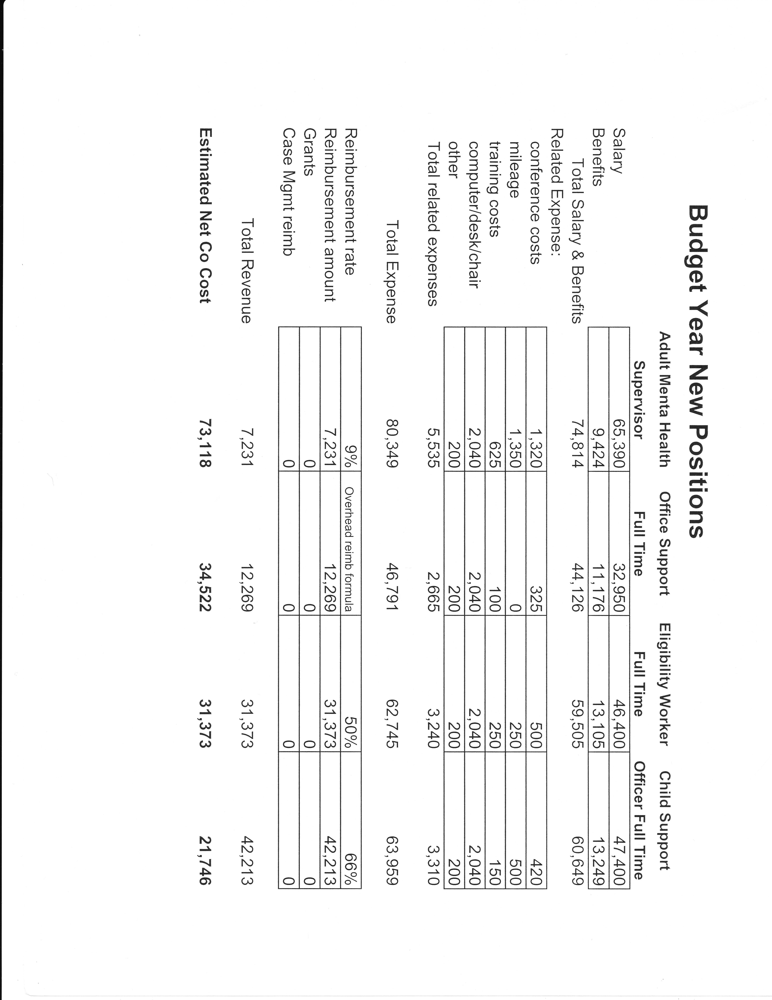 Budget Year New Positions
Adult Menta Health Office Support Eligibility Worker Child Support
Supervisor Full Time Full Time Officer Full Time
Salary 65,390 32,950 46,400 47,400
Benefits 9,424 11,176 13,105 13,249
Total Salary & Benefits 74,814 44,126 59,505 60,649
Related Expense:
conference costs 1,320 325 500 420
mileage 1,350 0 250 500
training costs 625 100 250 150
computer/desk/chair 2,040 2,040 2,040 2,040
other 200 200 200 200
Total related expenses 5,535 2,665 3,240 3,310
Total Expense 80,349 46,791 62,745 63,959
Reimbursement rate 9% Overhead reimb formula 50% 66%
Reimbursement amount 7,231 12,269 31,373 42,213
Grants 0 0 0 0
Case Mgmt reimb 0 0 0 0
Total Revenue 7,231 12,269 31,373 42,213
Estimated Net Co Cost 73,118 34,522 31,373 21,746